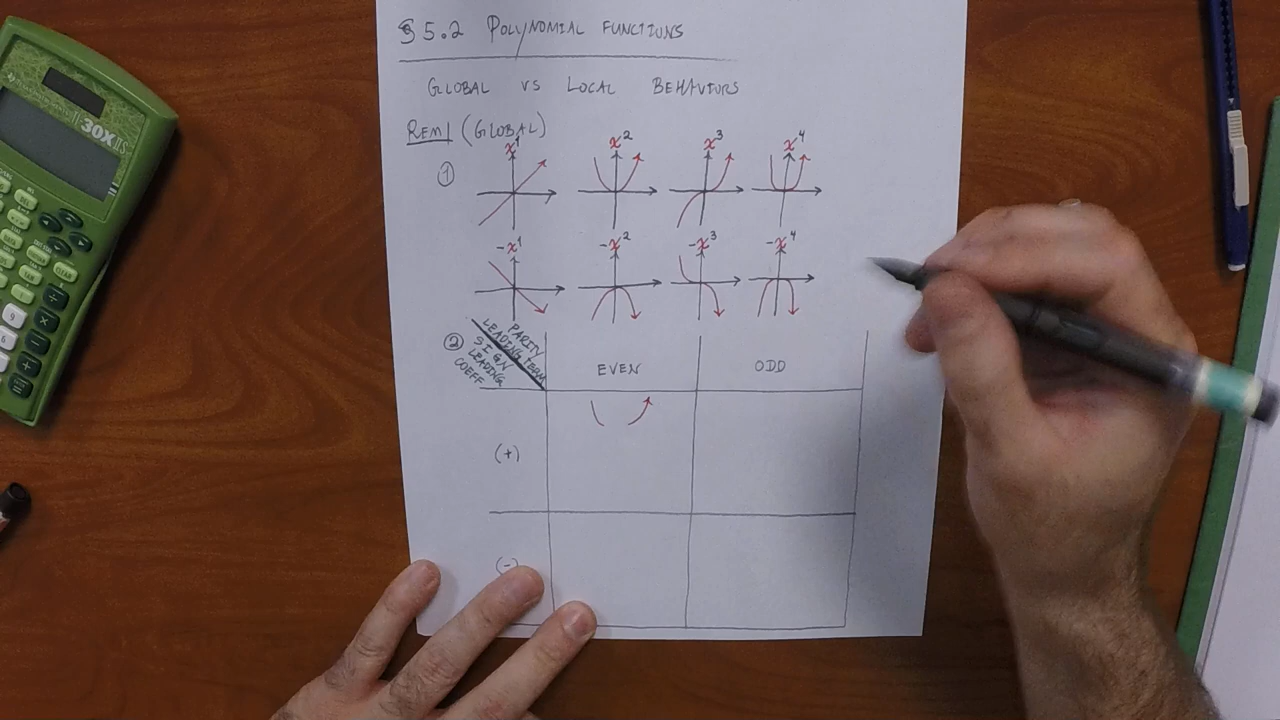 § 5.2 POLYNOMIAL FUNCTIONS
GLOBAL VS LOCAL BEHAVIORS
REM| (GLOBAL)
① x¹ x² x³ x⁴
-x¹ -x² -x³ -x⁴
② PARITY
LEADING TERM
SIGN
LEADING
COEFF
EVEN ODD
(+)
(-)
30X IIS